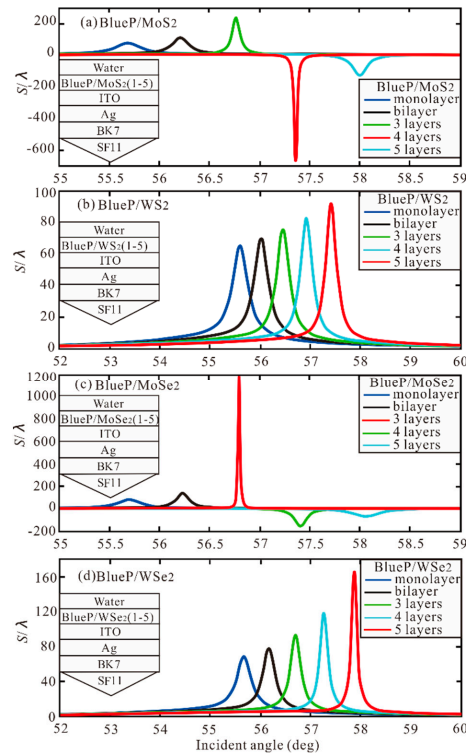 (a)BlueP/MoS2
S/λ
200
0
-200
-400
-600
Water
BlueP/MoS2(1-5)
ITO
Ag
BK7
SF11
BlueP/MoS2
monolayer
bilayer
3 layers
4 layers
5 layers
55 55.5 56 56.5 57 57.5 58 58.5 59
(b) BlueP/WS2
S/λ
100
80
60
40
20
0
Water
BlueP/WS2(1-5)
ITO
Ag
BK7
SF11
BlueP/WS2
monolayer
bilayer
3 layers
4 layers
5 layers
52 53 54 55 56 57 58 59 60
(c) BlueP/MoSe2
S/λ
1200
1000
800
600
400
200
0
-200
Water
BlueP/MoSe2(1-5)
ITO
Ag
BK7
SF11
BlueP/MoSe2
monolayer
bilayer
3 layers
4 layers
5 layers
55 55.5 56 56.5 57 57.5 58 58.5 59
(d) BlueP/WSe2
S/λ
160
120
80
40
0
Water
BlueP/WSe2(1-5)
ITO
Ag
BK7
SF11
BlueP/WSe2
monolayer
bilayer
3 layers
4 layers
5 layers
52 53 54 55 56 57 58 59 60
Incident angle (deg)